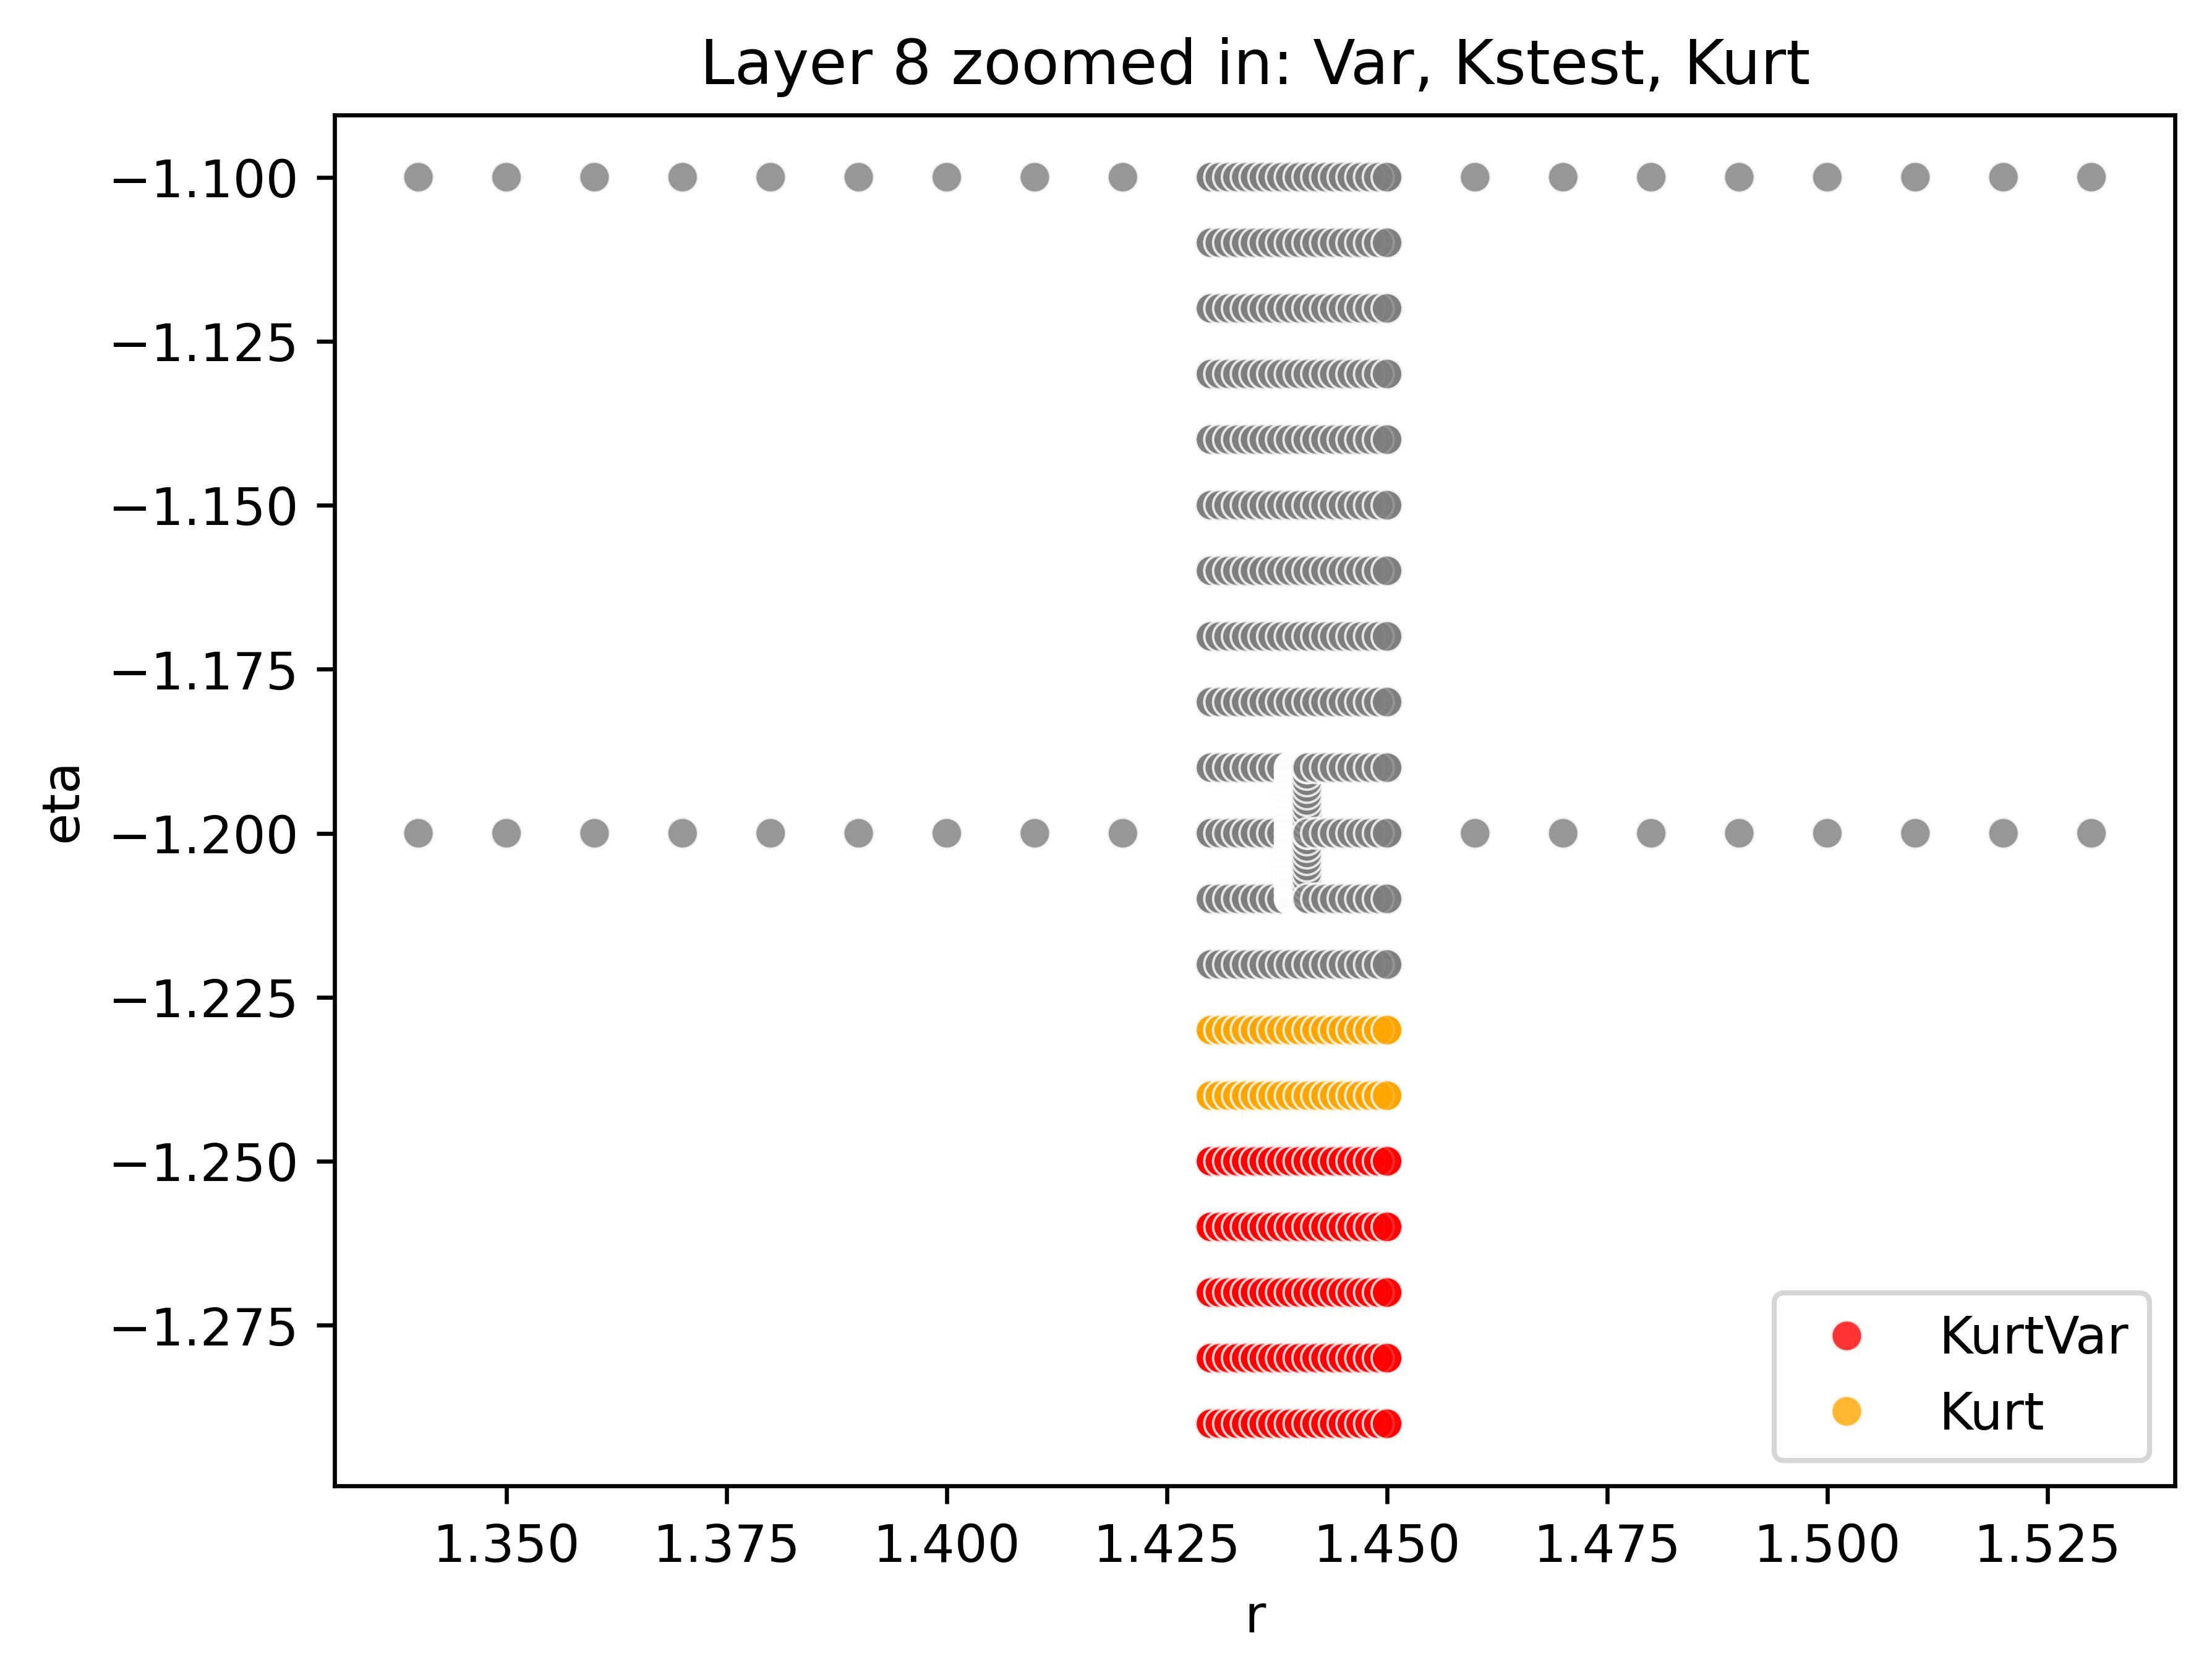 Layer 8 zoomed in: Var, Kstest, Kurt
−1.100
−1.125
−1.150
−1.175
−1.200
−1.225
−1.250
−1.275
eta
KurtVar
Kurt
1.350 1.375 1.400 1.425 1.450 1.475 1.500 1.525
r